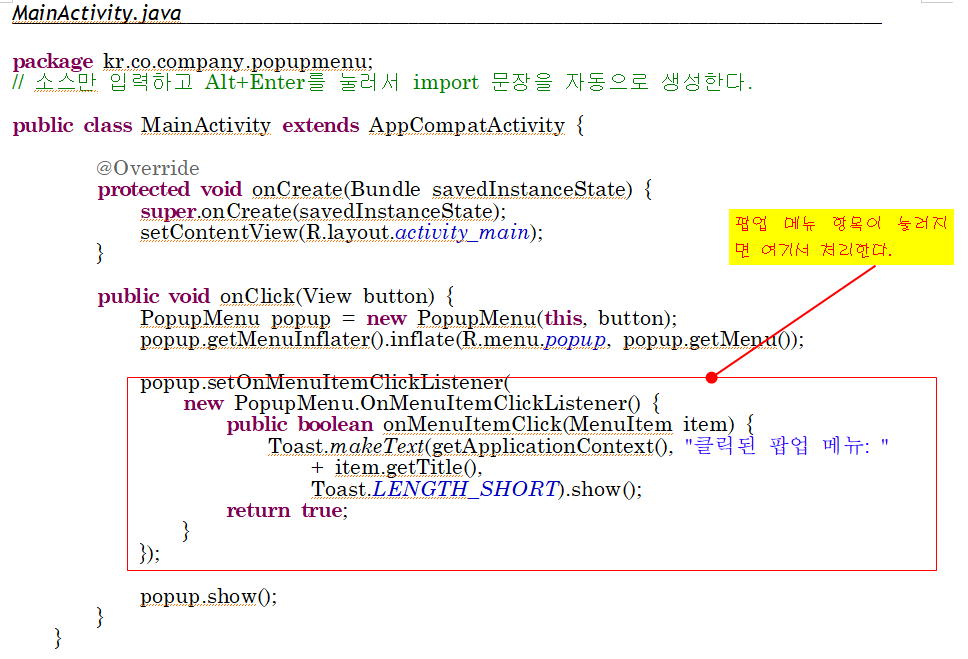 MainActivity.java
package kr.co.company.popupmenu;
// 소스만 입력하고 Alt+Enter를 눌러서 import 문장을 자동으로 생성한다.
public class MainActivity extends AppCompatActivity {
@Override
protected void onCreate(Bundle savedInstanceState) {
super.onCreate(savedInstanceState);
setContentView(R.layout.activity_main);
}
팝업 메뉴 항목이 눌러지
면 여기서 처리한다.
public void onClick(View button) {
PopupMenu popup = new PopupMenu(this, button);
popup.getMenuInflater().inflate(R.menu.popup, popup.getMenu());
popup.setOnMenuItemClickListener(
new PopupMenu.OnMenuItemClickListener() {
public boolean onMenuItemClick(MenuItem item) {
Toast.makeText(getApplicationContext(), "클릭된 팝업 메뉴: "
+ item.getTitle(),
Toast.LENGTH_SHORT).show();
return true;
}
});
popup.show();
}
}